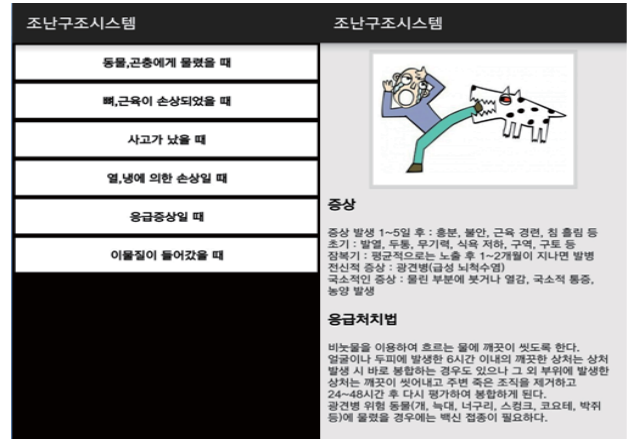 조난구조시스템
동물,곤충에게 물렸을 때
뼈,근육이 손상되었을 때
사고가 났을 때
열,냉에 의한 손상일 때
응급증상일 때
이물질이 들어갔을 때
조난구조시스템
증상
증상 발생 1~5일 후 : 흥분, 불안, 근육 경련, 침 흘림 등
초기 : 발열, 두통, 무기력, 식욕 저하, 구역, 구토 등
잠복기 : 평균적으로는 노출 후 1~2개월이 지나면 발병
전신적 증상 : 광견병(급성 뇌척수염)
국소적인 증상 : 물린 부분에 붓거나 열감, 국소적 통증,
농양 발생
응급처치법
비눗물을 이용하여 흐르는 물에 깨끗이 씻도록 한다.
얼굴이나 두피에 발생한 6시간 이내의 깨끗한 상처는 상처
발생 시 바로 봉합하는 경우도 있으나 그 외 부위에 발생한
상처는 깨끗이 씻어내고 주변 죽은 조직을 제거하고
24~48시간 후 다시 평가하여 봉합하게 된다.
광견병 위험 동물(개, 늑대, 너구리, 스컹크, 코요테, 박쥐
등)에 물렸을 경우에는 백신 접종이 필요하다.